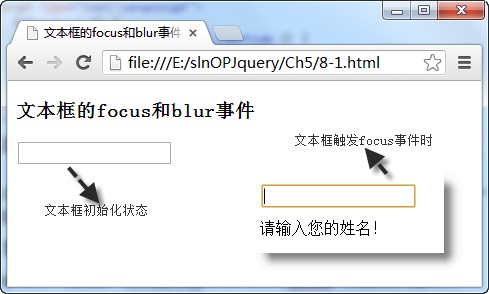 文本框的focus和blur事件
file:///E:/slnOPJquery/Ch5/8-1.html
文本框的focus和blur事件
文本框触发focus事件时
文本框初始化状态
请输入您的姓名！